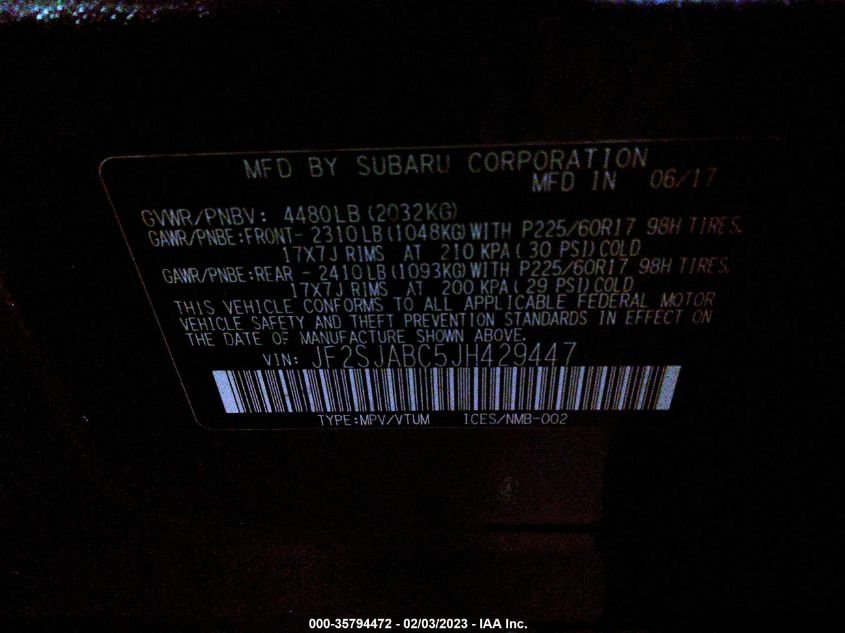 MFD BY SUBARU CORPORATION
MFD IN 06/17
GVWR/PNBV: 4480LB(2032KG)
GAWR/PNBE:FRONT- 2310LB(1048KG)WITH P225/60R17 98H TIRES.
17X7J RIMS AT 210 KPA(30 PSI)COLD
GAWR/PNBE:REAR - 2410LB(1093KG)WITH P225/60R17 98H TIRES.
17X7J RIMS AT 200 KPA(29 PSI)COLD
THIS VEHICLE CONFORMS TO ALL APPLICABLE FEDERAL MOTOR
VEHICLE SAFETY AND THEFT PREVENTION STANDARDS IN EFFECT ON
THE DATE OF MANUFACTURE SHOWN ABOVE.
VIN: JF2SJABC5JH429447
TYPE:MPV/VTUM ICES/NMB-002
000-35794472 - 02/03/2023 - IAA Inc.